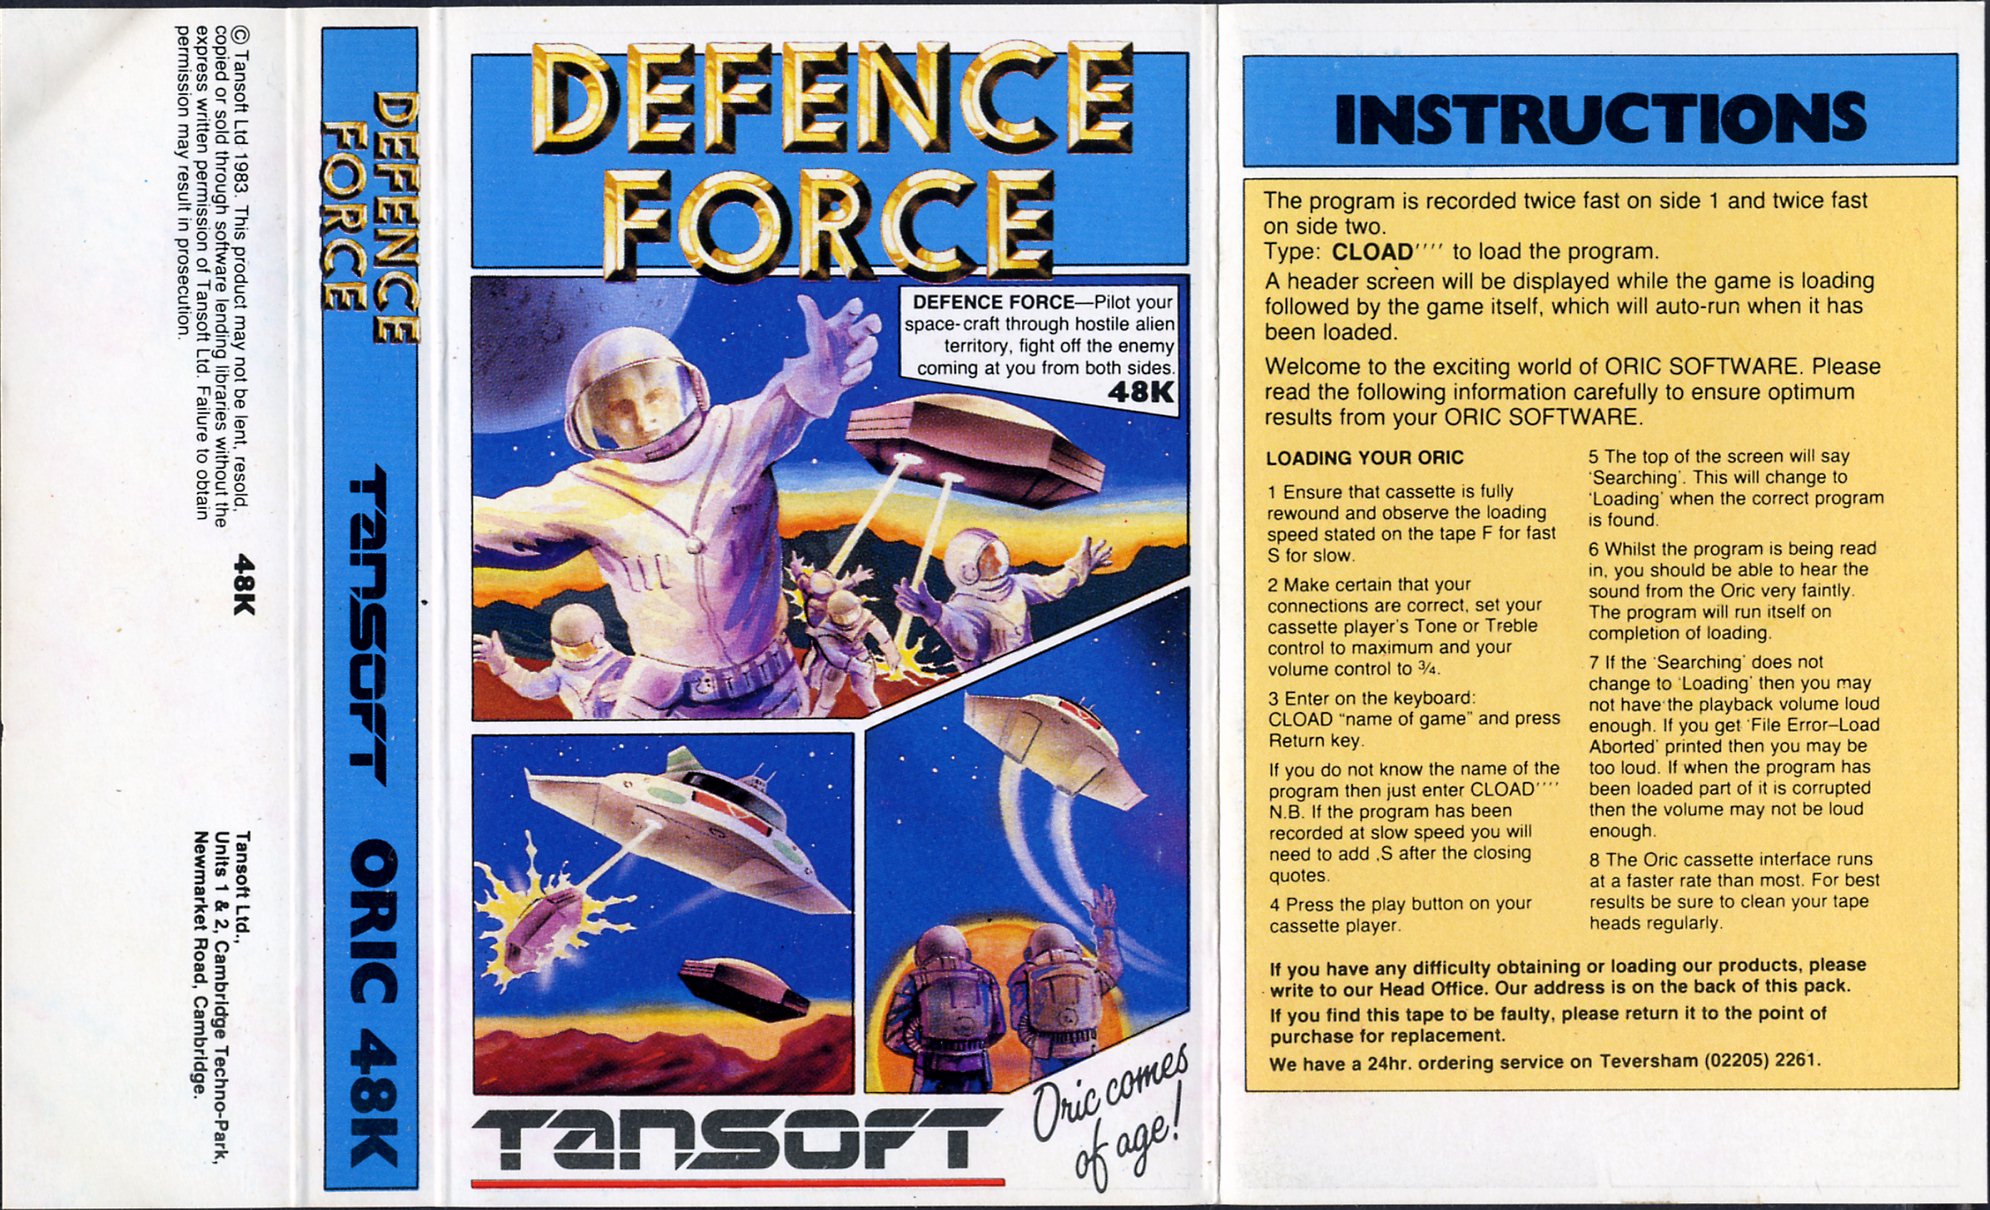 © Tansoft Ltd 1983. This product may not be lent, resold,
copied or sold through software lending libraries without the
express written permission of Tansoft Ltd. Failure to obtain
permission may result in prosecution.
48K
Tansoft Ltd.,
Units 1 & 2, Cambridge Techno-Park,
Newmarket Road, Cambridge.
DEFENCE
FORCE
TANSOFT
ORIC 48K
DEFENCE
FORCE
DEFENCE FORCE—Pilot your
space-craft through hostile alien
territory, fight off the enemy
coming at you from both sides.
48K
TANSOFT
Oric comes
of age!
INSTRUCTIONS
The program is recorded twice fast on side 1 and twice fast
on side two.
Type: CLOAD'''' to load the program.
A header screen will be displayed while the game is loading
followed by the game itself, which will auto-run when it has
been loaded.
Welcome to the exciting world of ORIC SOFTWARE. Please
read the following information carefully to ensure optimum
results from your ORIC SOFTWARE.
LOADING YOUR ORIC
1 Ensure that cassette is fully
rewound and observe the loading
speed stated on the tape F for fast
S for slow.
2 Make certain that your
connections are correct, set your
cassette player's Tone or Treble
control to maximum and your
volume control to ¾.
3 Enter on the keyboard:
CLOAD "name of game" and press
Return key.
If you do not know the name of the
program then just enter CLOAD''''
N.B. If the program has been
recorded at slow speed you will
need to add ,S after the closing
quotes.
4 Press the play button on your
cassette player.
5 The top of the screen will say
'Searching'. This will change to
'Loading' when the correct program
is found.
6 Whilst the program is being read
in, you should be able to hear the
sound from the Oric very faintly.
The program will run itself on
completion of loading.
7 If the 'Searching' does not
change to 'Loading' then you may
not have the playback volume loud
enough. If you get 'File Error–Load
Aborted' printed then you may be
too loud. If when the program has
been loaded part of it is corrupted
then the volume may not be loud
enough.
8 The Oric cassette interface runs
at a faster rate than most. For best
results be sure to clean your tape
heads regularly.
If you have any difficulty obtaining or loading our products, please
write to our Head Office. Our address is on the back of this pack.
If you find this tape to be faulty, please return it to the point of
purchase for replacement.
We have a 24hr. ordering service on Teversham (02205) 2261.